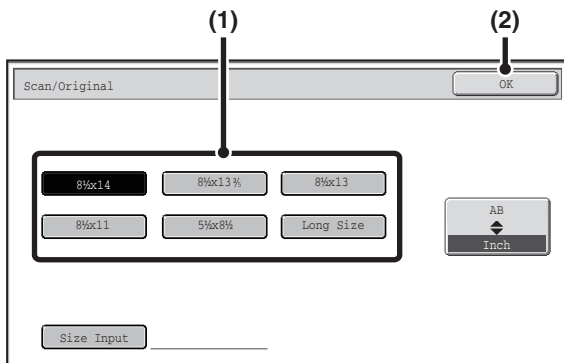 (1) (2)
Scan/Original OK
8½x14 8½x13⅖ 8½x13
8½x11 5½x8½ Long Size
AB
Inch
Size Input